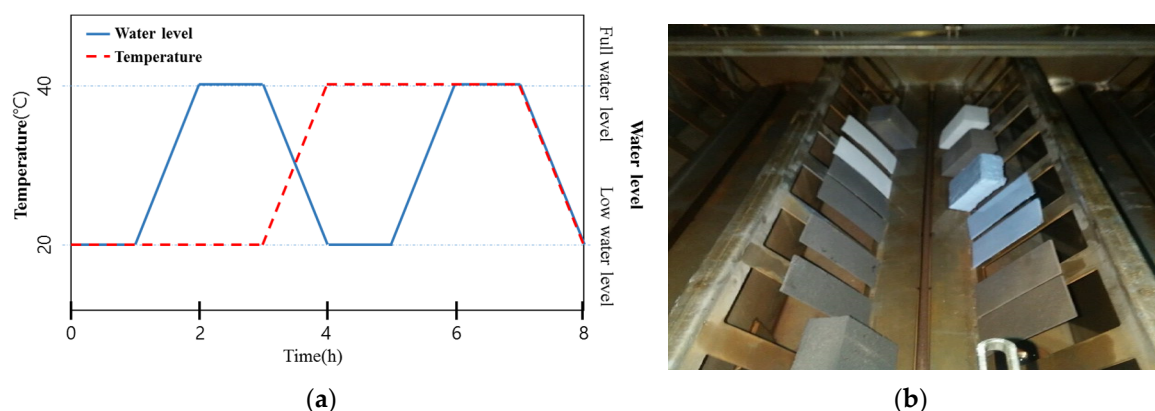 Water level
Temperature
40
20
Temperature(℃)
Full water level
Low water level
Water level
0
2
4
6
8
Time(h)
(a)
(b)